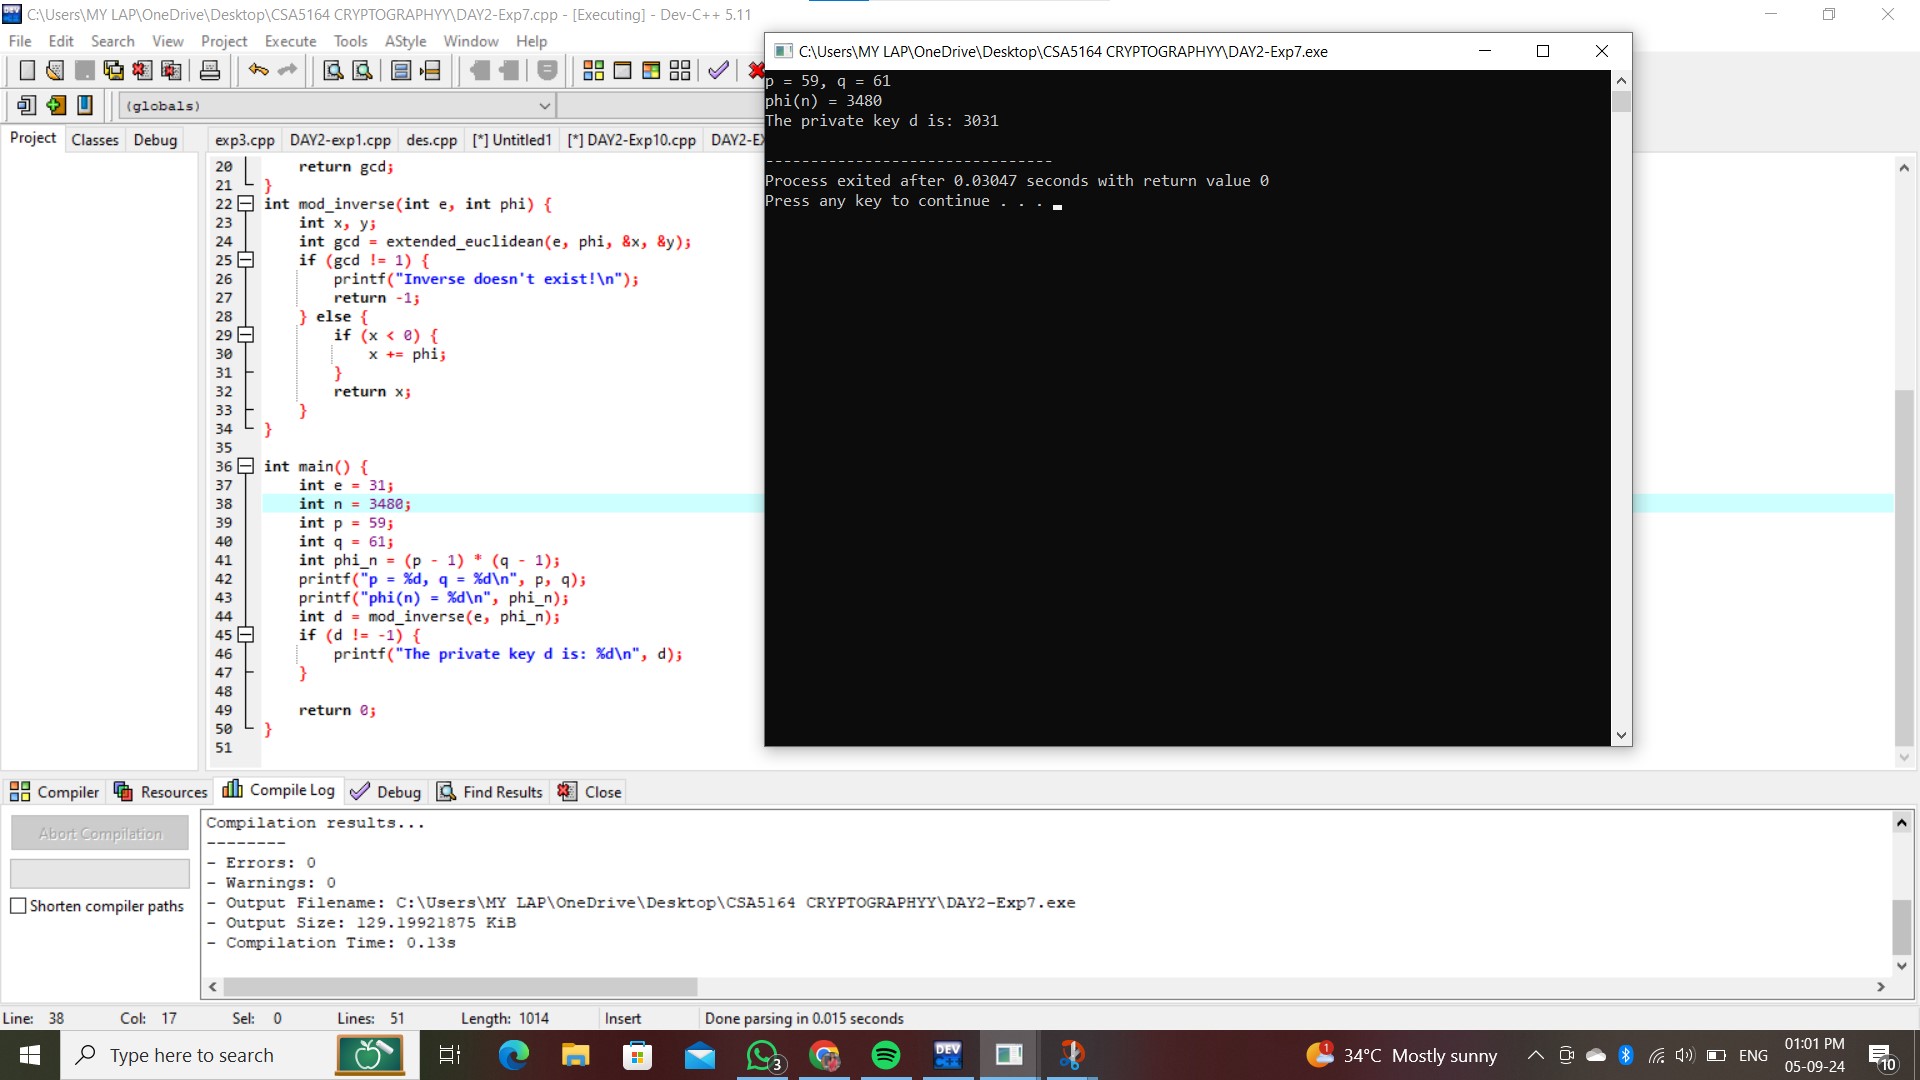 C:\Users\MY LAP\OneDrive\Desktop\CSA5164 CRYPTOGRAPHYY\DAY2-Exp7.cpp - [Executing] - Dev-C++ 5.11
File Edit Search View Project Execute Tools AStyle Window Help
(globals)
Project Classes Debug
exp3.cpp DAY2-exp1.cpp des.cpp [*] Untitled1 [*] DAY2-Exp10.cpp
20 return gcd;
21 }
22 int mod_inverse(int e, int phi) {
23 int x, y;
24 int gcd = extended_euclidean(e, phi, &x, &y);
25 if (gcd != 1) {
26 printf("Inverse doesn't exist!\n");
27 return -1;
28 } else {
29 if (x < 0) {
30 x += phi;
31 }
32 return x;
33 }
34 }
35
36 int main() {
37 int e = 31;
38 int n = 3480;
39 int p = 59;
40 int q = 61;
41 int phi_n = (p - 1) * (q - 1);
42 printf("p = %d, q = %d\n", p, q);
43 printf("phi(n) = %d\n", phi_n);
44 int d = mod_inverse(e, phi_n);
45 if (d != -1) {
46 printf("The private key d is: %d\n", d);
47 }
48
49 return 0;
50 }
51
C:\Users\MY LAP\OneDrive\Desktop\CSA5164 CRYPTOGRAPHYY\DAY2-Exp7.exe
p = 59, q = 61
phi(n) = 3480
The private key d is: 3031
--------------------------------
Process exited after 0.03047 seconds with return value 0
Press any key to continue . . .
Compiler Resources Compile Log Debug Find Results Close
Abort Compilation
Shorten compiler paths
Compilation results...
--------
- Errors: 0
- Warnings: 0
- Output Filename: C:\Users\MY LAP\OneDrive\Desktop\CSA5164 CRYPTOGRAPHYY\DAY2-Exp7.exe
- Output Size: 129.19921875 KiB
- Compilation Time: 0.13s
Line: 38 Col: 17 Sel: 0 Lines: 51 Length: 1014 Insert Done parsing in 0.015 seconds
Type here to search
3
DEV C++
1
34°C Mostly sunny
ENG
01:01 PM
05-09-24
10